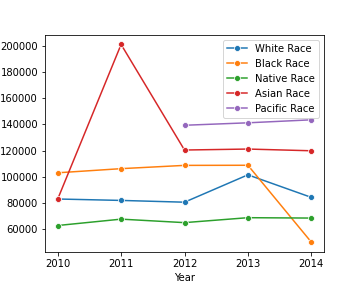 200000
180000
160000
140000
120000
100000
80000
60000
White Race
Black Race
Native Race
Asian Race
Pacific Race
2010 2011 2012 2013 2014
Year